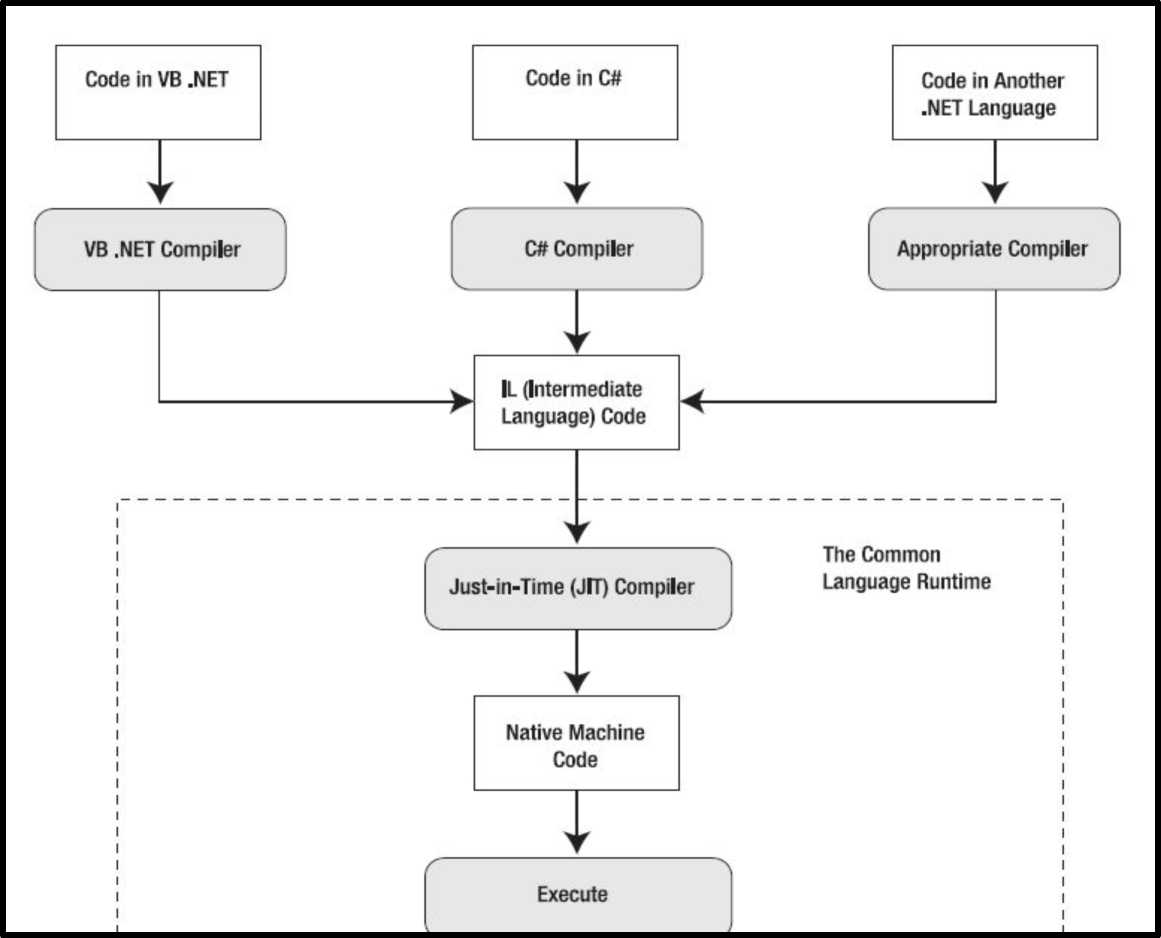 Code in VB .NET
Code in C#
Code in Another
.NET Language
VB .NET Compiler
C# Compiler
Appropriate Compiler
IL (Intermediate
Language) Code
The Common
Language Runtime
Just-in-Time (JIT) Compiler
Native Machine
Code
Execute